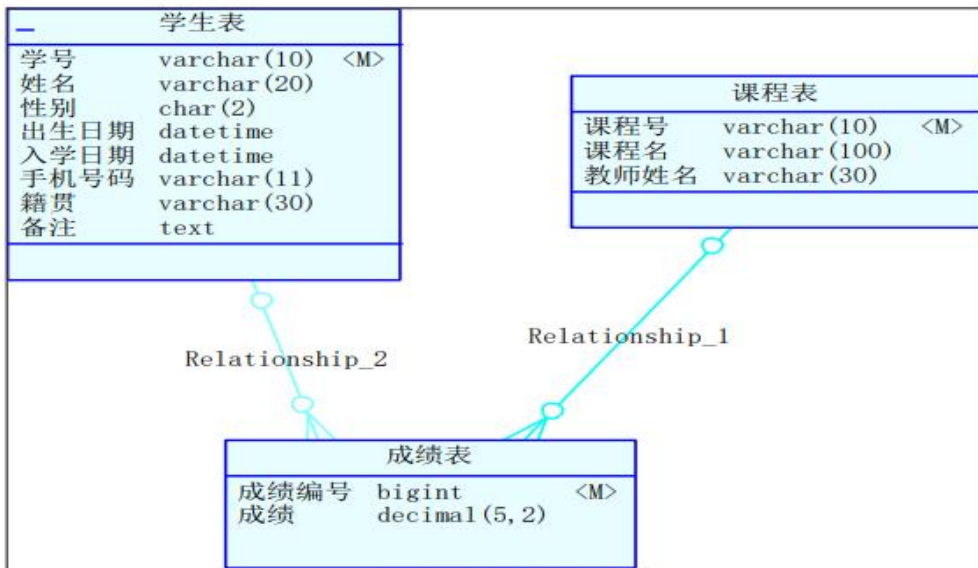 学生表
学号 varchar(10) <M>
姓名 varchar(20)
性别 char(2)
出生日期 datetime
入学日期 datetime
手机号码 varchar(11)
籍贯 varchar(30)
备注 text
课程表
课程号 varchar(10) <M>
课程名 varchar(100)
教师姓名 varchar(30)
Relationship_2
Relationship_1
成绩表
成绩编号 bigint <M>
成绩 decimal(5,2)